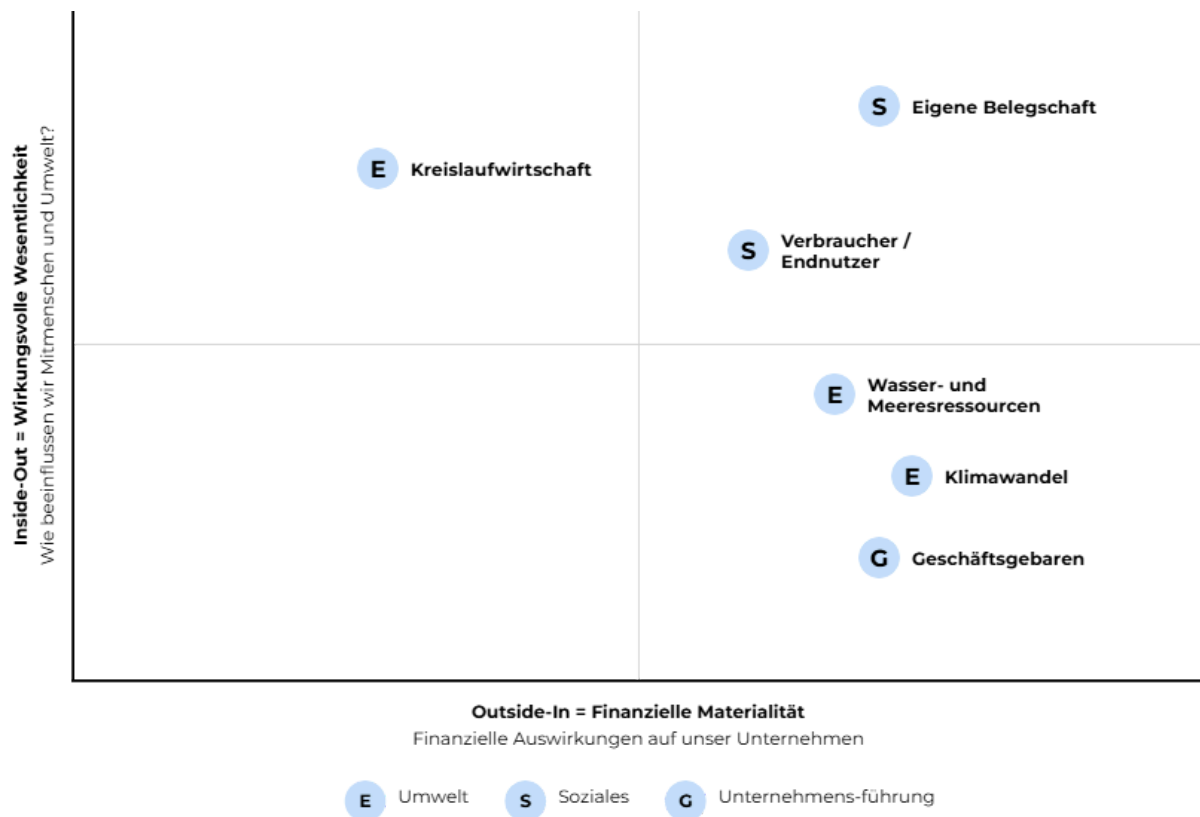 Inside-Out = Wirkungsvolle Wesentlichkeit
Wie beeinflussen wir Mitmenschen und Umwelt?
S Eigene Belegschaft
E Kreislaufwirtschaft
S Verbraucher /
Endnutzer
E Wasser- und
Meeresressourcen
E Klimawandel
G Geschäftsgebaren
Outside-In = Finanzielle Materialität
Finanzielle Auswirkungen auf unser Unternehmen
E Umwelt S Soziales G Unternehmens-führung